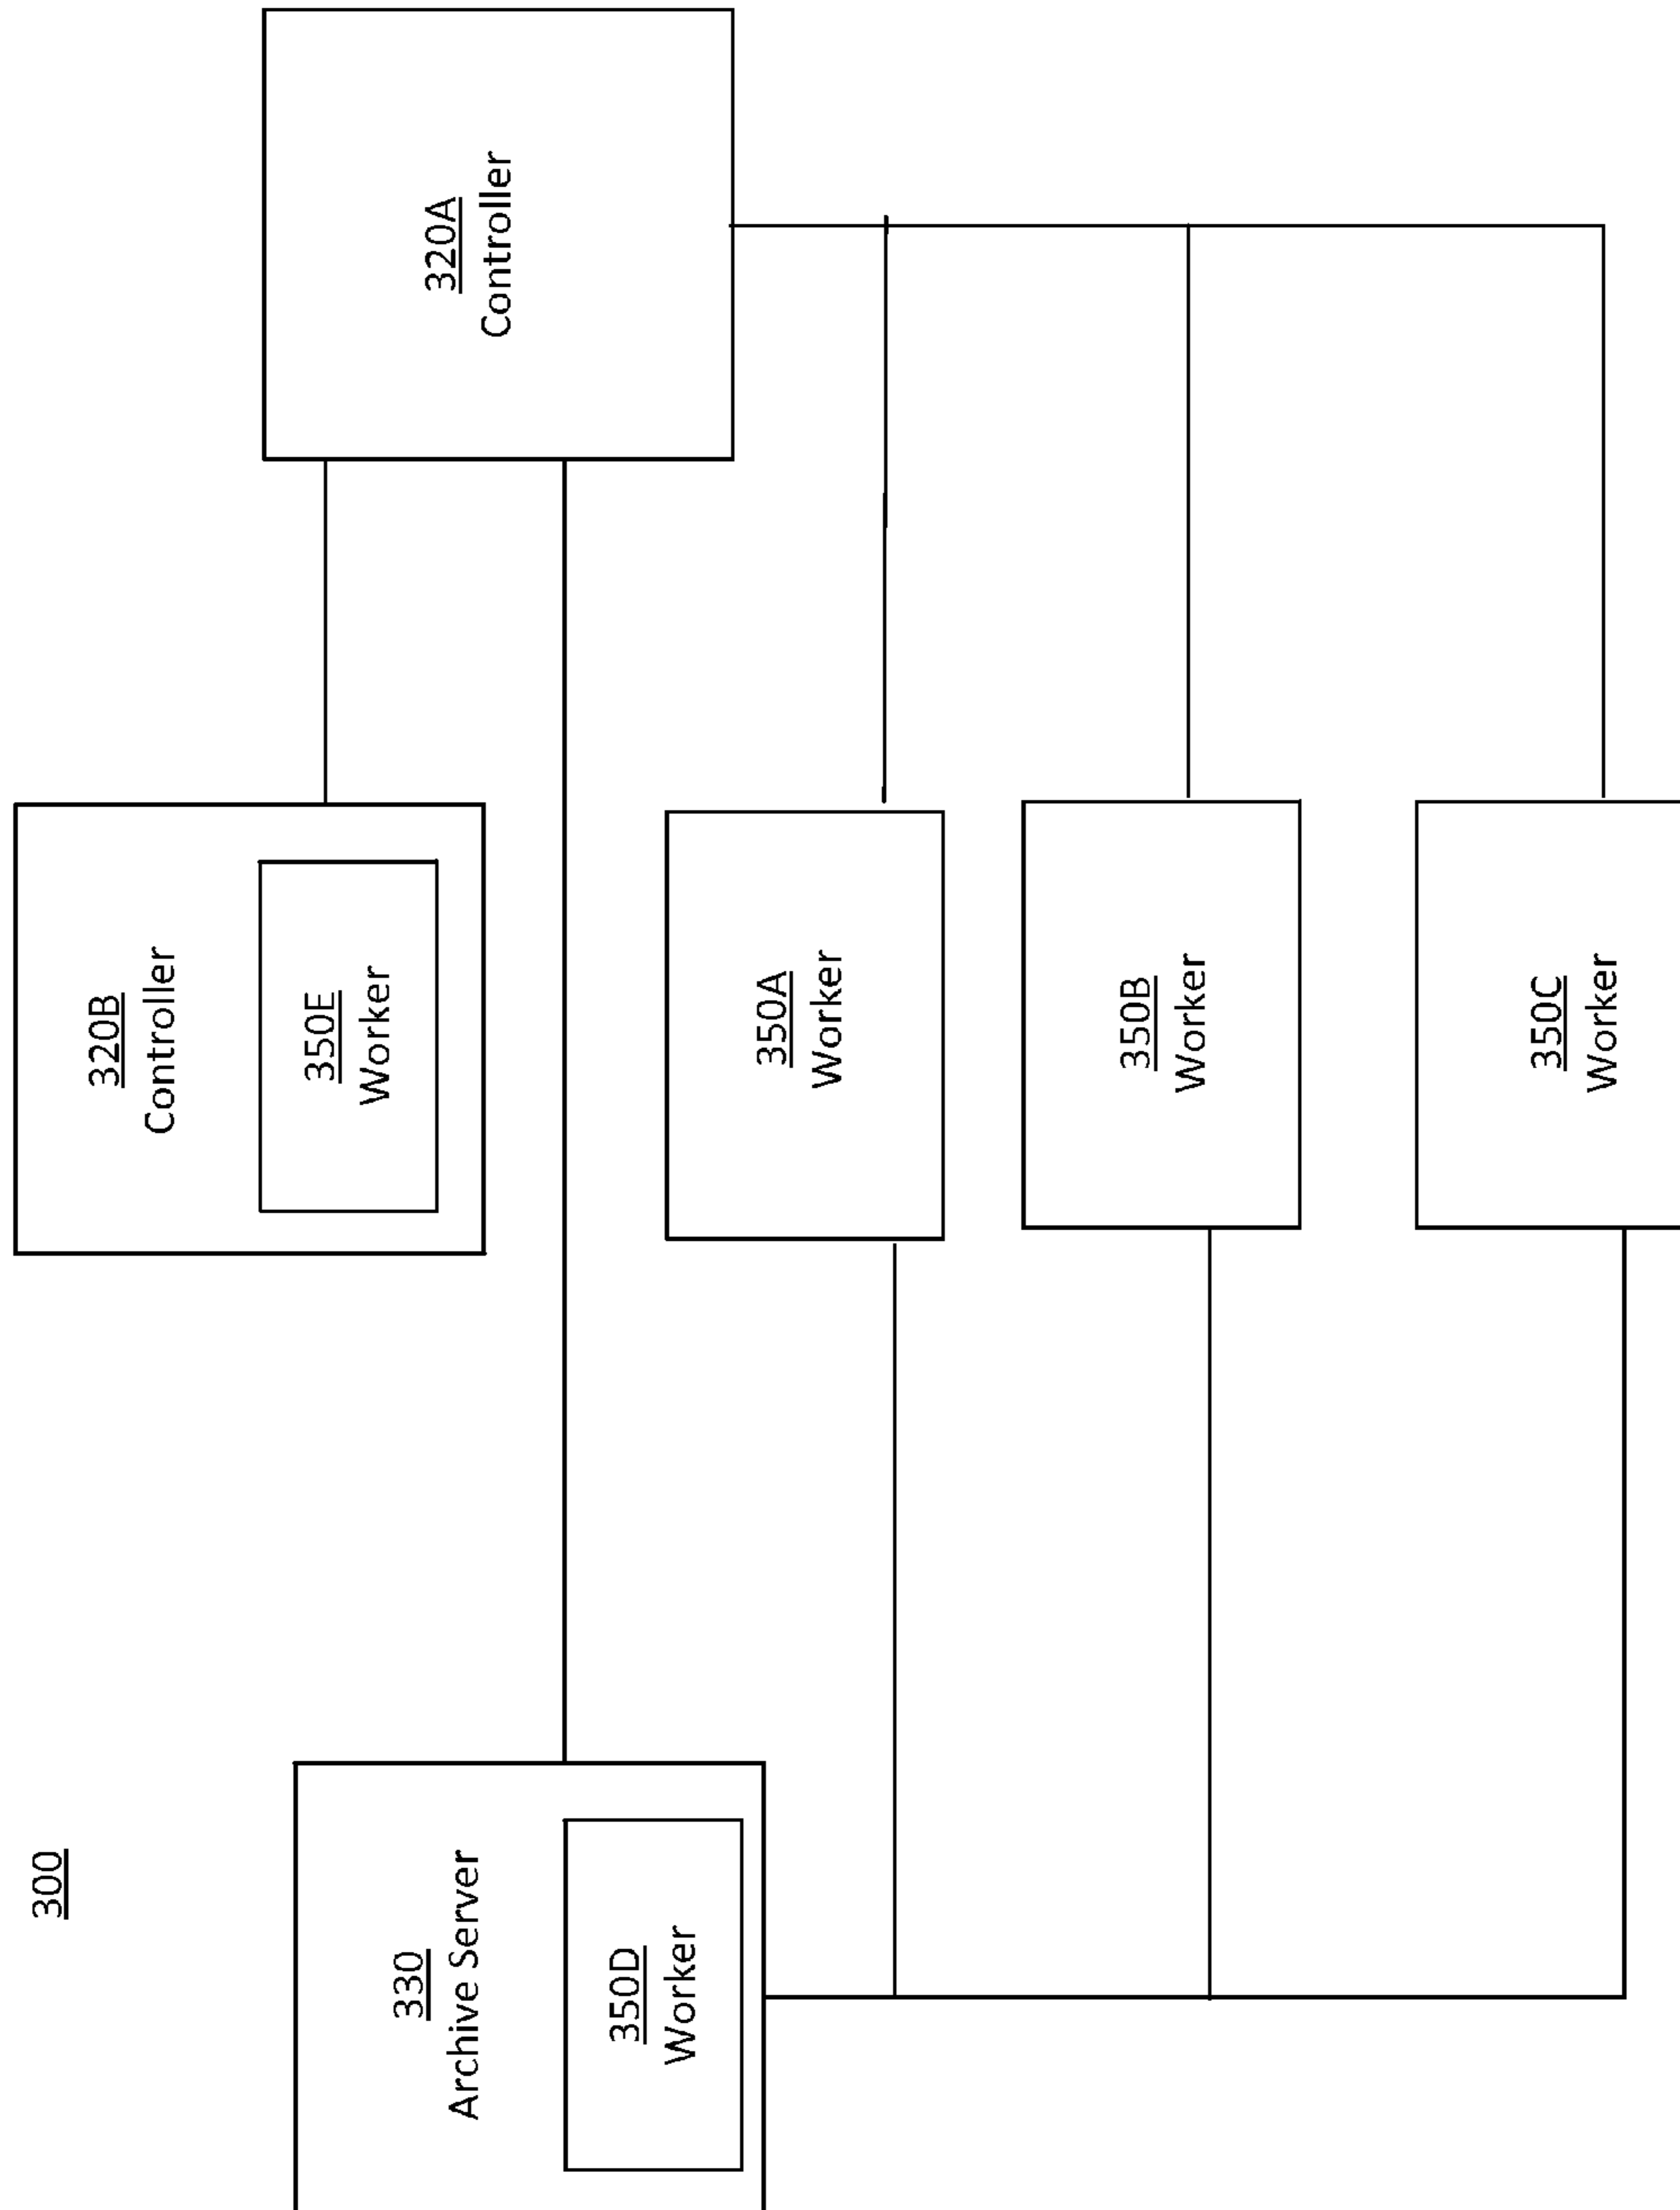 300
330
Archive Server
350D
Worker
320B
Controller
350E
Worker
350A
Worker
350B
Worker
350C
Worker
320A
Controller